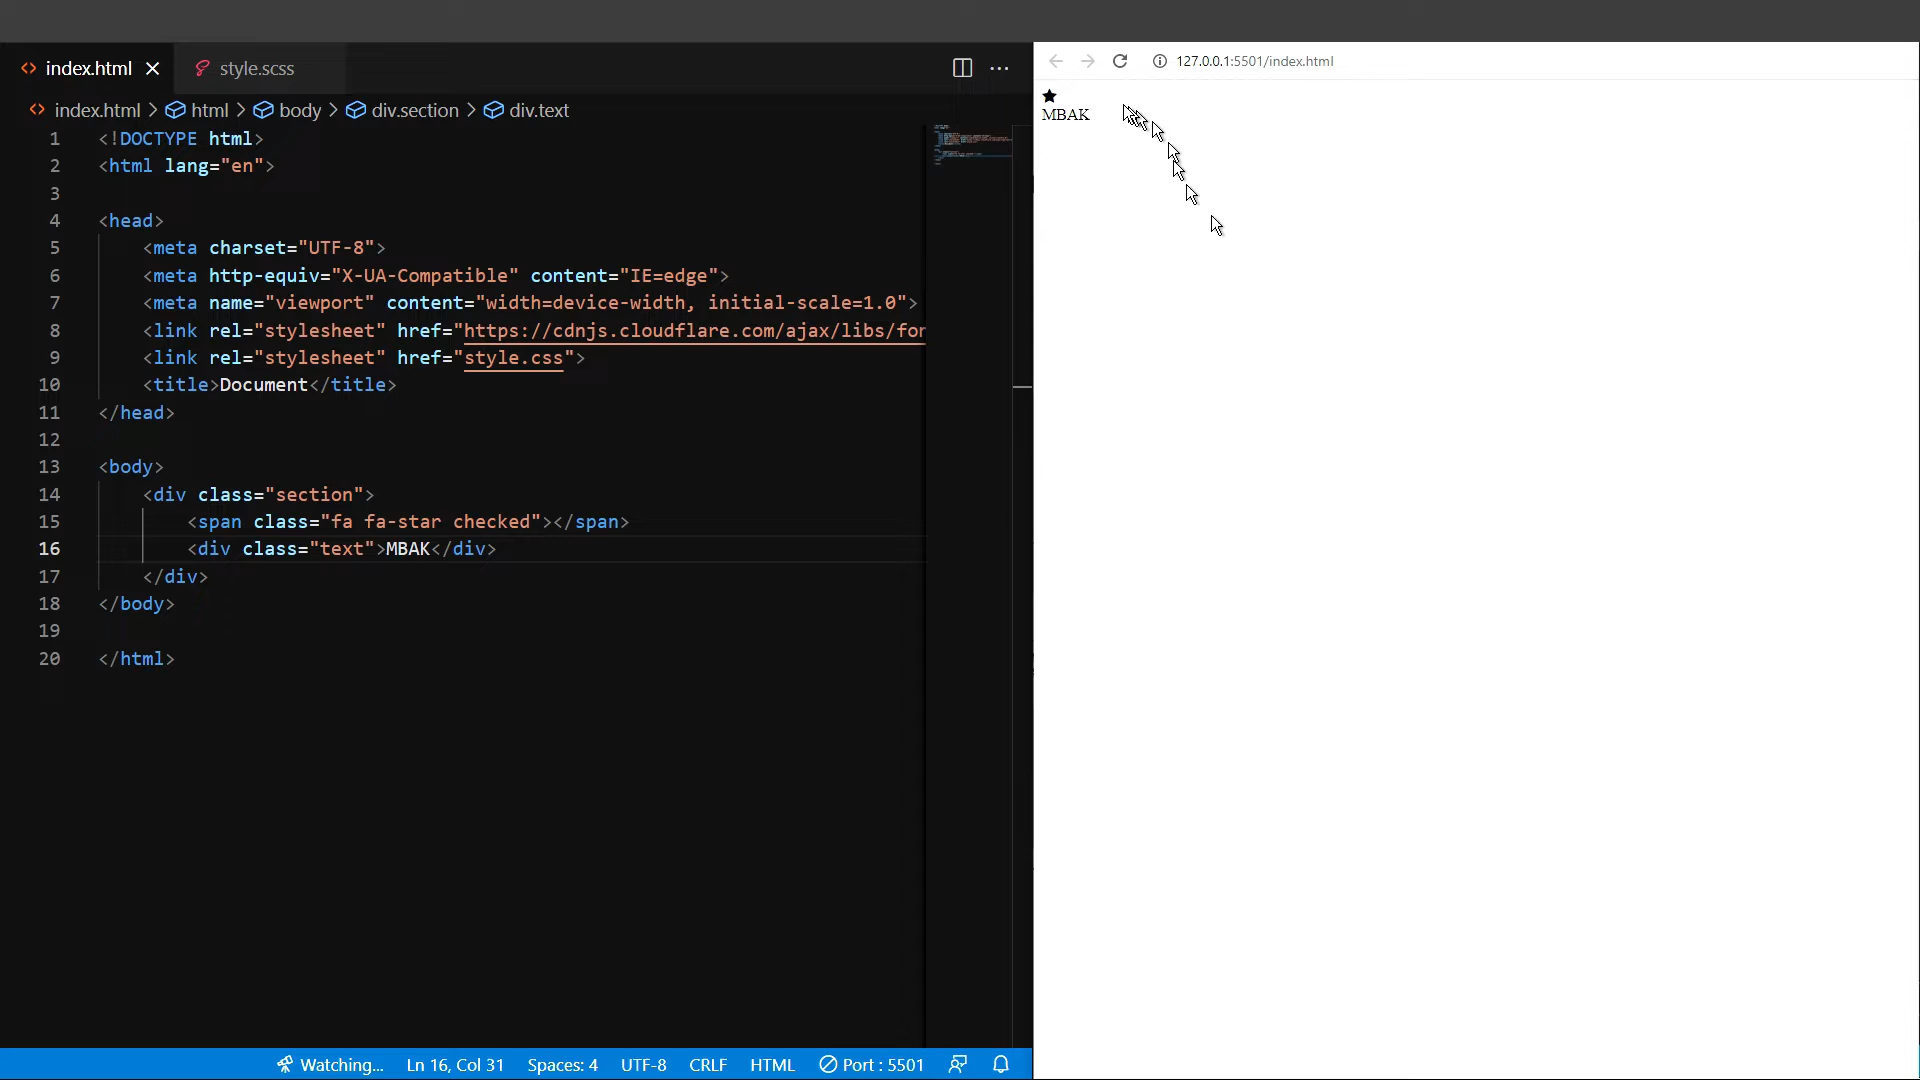 index.html
style.scss
index.html > html > body > div.section > div.text
1 <!DOCTYPE html>
2 <html lang="en">
3
4 <head>
5 <meta charset="UTF-8">
6 <meta http-equiv="X-UA-Compatible" content="IE=edge">
7 <meta name="viewport" content="width=device-width, initial-scale=1.0">
8 <link rel="stylesheet" href="https://cdnjs.cloudflare.com/ajax/libs/for
9 <link rel="stylesheet" href="style.css">
10 <title>Document</title>
11 </head>
12
13 <body>
14 <div class="section">
15 <span class="fa fa-star checked"></span>
16 <div class="text">MBAK</div>
17 </div>
18 </body>
19
20 </html>
Watching... Ln 16, Col 31 Spaces: 4 UTF-8 CRLF HTML Port : 5501
127.0.0.1:5501/index.html
MBAK